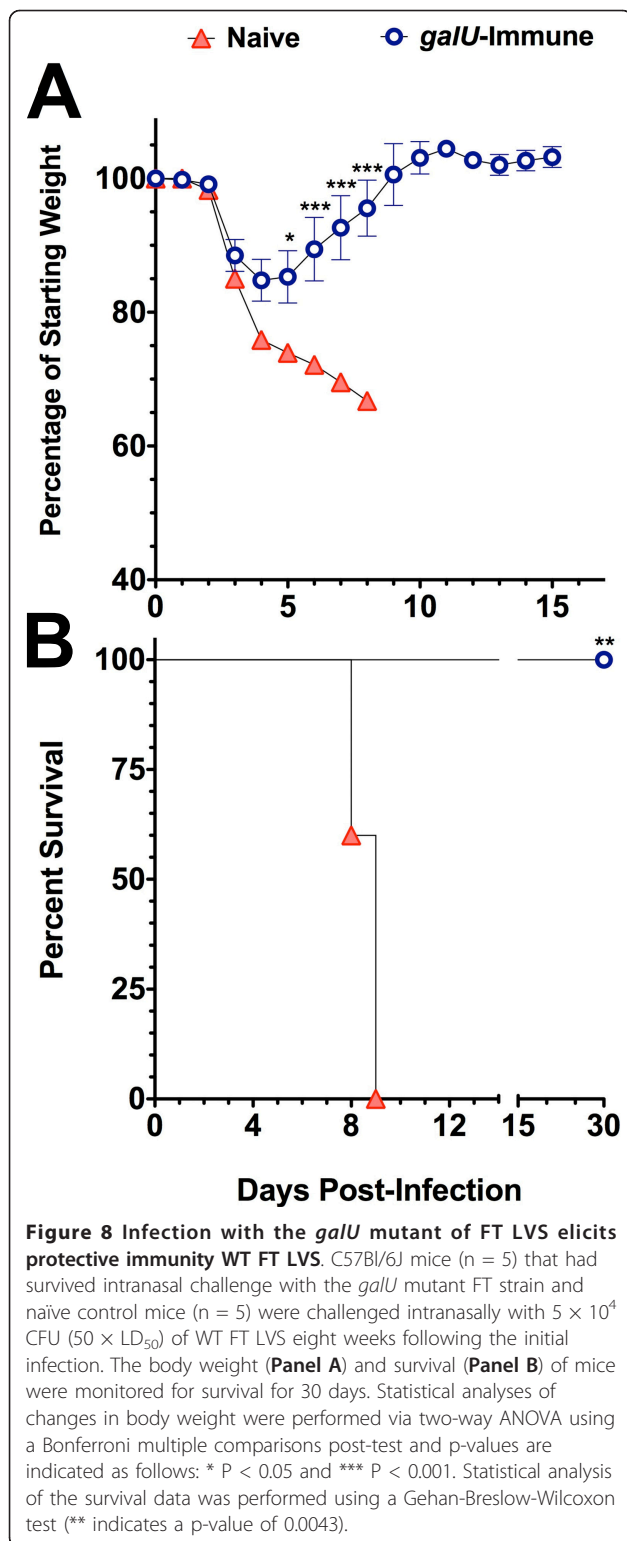 Naive galU-Immune
A
Percentage of Starting Weight
100
80
60
40
0 5 10 15
* *** *** ***
B
Percent Survival
100
75
50
25
0
0 4 8 12 15 30
**
Days Post-Infection
Figure 8 Infection with the galU mutant of FT LVS elicits
protective immunity WT FT LVS. C57Bl/6J mice (n = 5) that had
survived intranasal challenge with the galU mutant FT strain and
naïve control mice (n = 5) were challenged intranasally with 5 × 10⁴
CFU (50 × LD₅₀) of WT FT LVS eight weeks following the initial
infection. The body weight (Panel A) and survival (Panel B) of mice
were monitored for survival for 30 days. Statistical analyses of
changes in body weight were performed via two-way ANOVA using
a Bonferroni multiple comparisons post-test and p-values are
indicated as follows: * P < 0.05 and *** P < 0.001. Statistical analysis
of the survival data was performed using a Gehan-Breslow-Wilcoxon
test (** indicates a p-value of 0.0043).